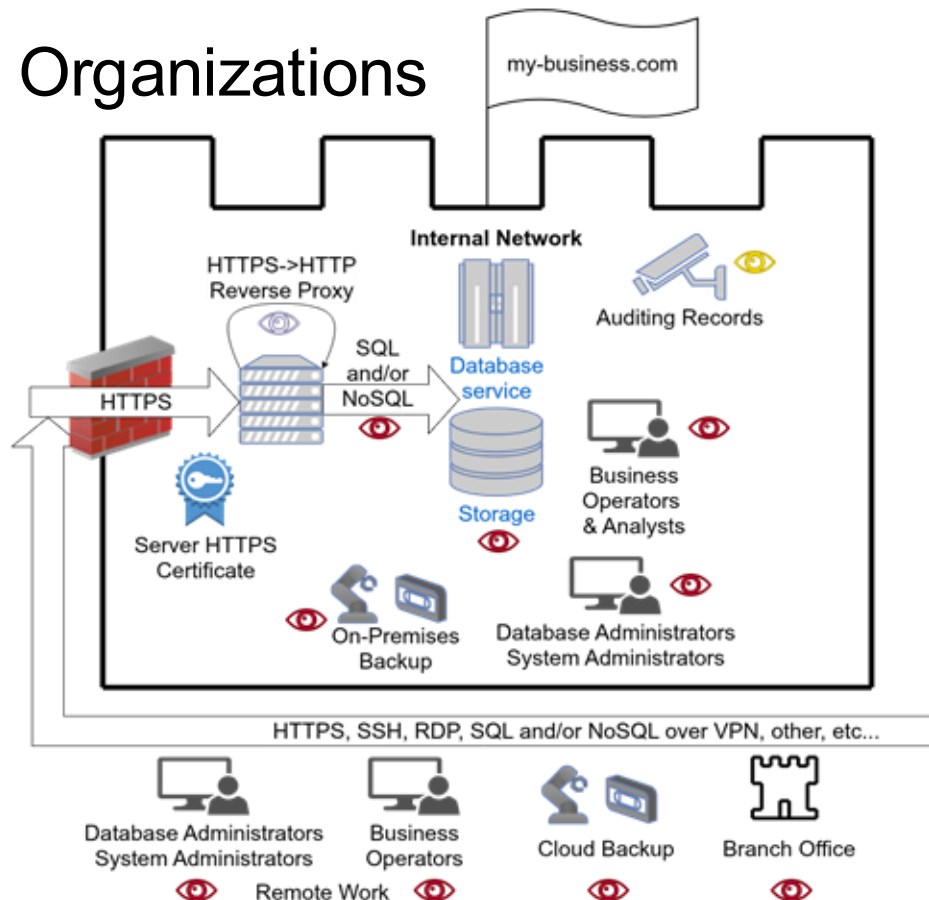 Organizations
my-business.com
Internal Network
HTTPS->HTTP
Reverse Proxy
Auditing Records
SQL
and/or
NoSQL
Database
service
HTTPS
Business
Operators
& Analysts
Storage
Server HTTPS
Certificate
On-Premises
Backup
Database Administrators
System Administrators
HTTPS, SSH, RDP, SQL and/or NoSQL over VPN, other, etc...
Database Administrators
System Administrators
Business
Operators
Cloud Backup
Branch Office
Remote Work